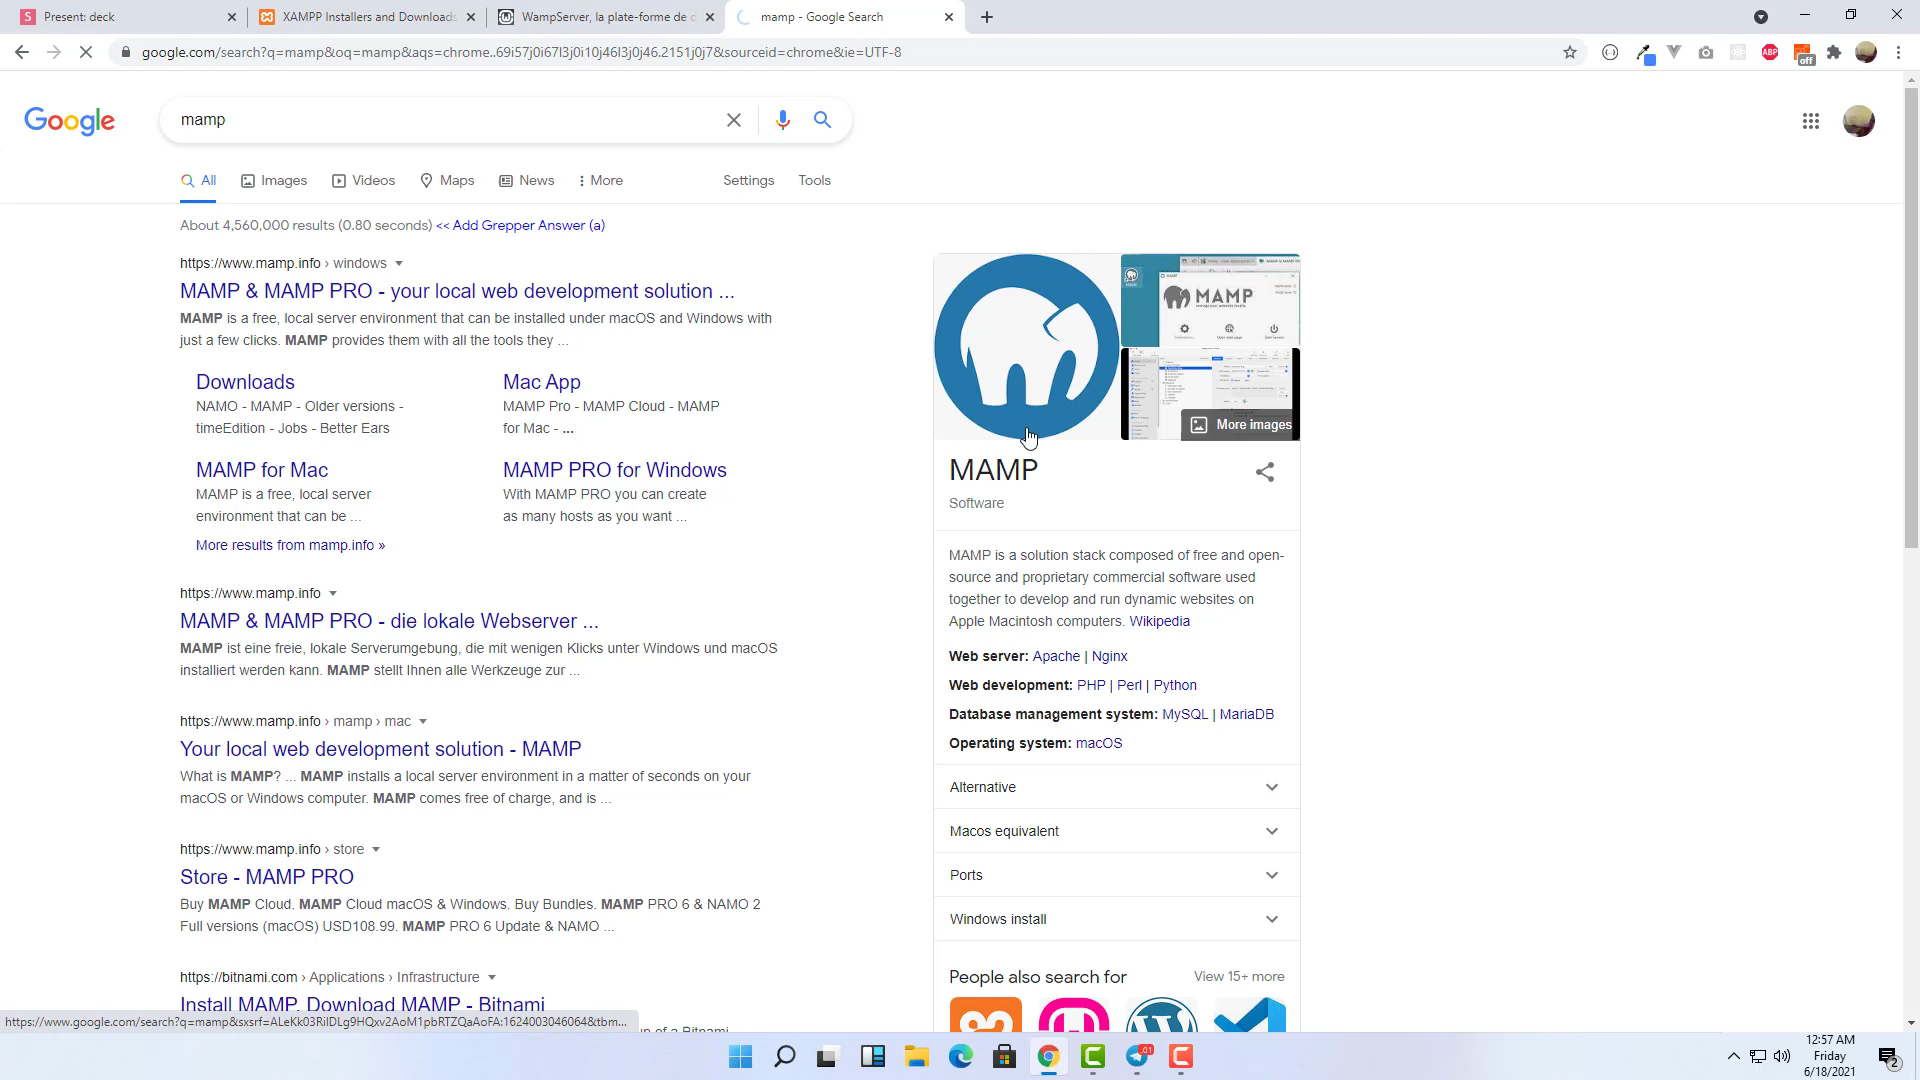 Present: deck
XAMPP Installers and Downloads
WampServer, la plate-forme de
mamp - Google Search
google.com/search?q=mamp&oq=mamp&aqs=chrome..69i57j0i67l3j0i10j46l3j0j46.2151j0j7&sourceid=chrome&ie=UTF-8
ABP
off
Google
mamp
All
Images
Videos
Maps
News
More
Settings
Tools
About 4,560,000 results (0.80 seconds) << Add Grepper Answer (a)
https://www.mamp.info › windows
MAMP & MAMP PRO - your local web development solution ...
MAMP is a free, local server environment that can be installed under macOS and Windows with
just a few clicks. MAMP provides them with all the tools they ...
Downloads
NAMO - MAMP - Older versions -
timeEdition - Jobs - Better Ears
Mac App
MAMP Pro - MAMP Cloud - MAMP
for Mac - ...
MAMP for Mac
MAMP is a free, local server
environment that can be ...
MAMP PRO for Windows
With MAMP PRO you can create
as many hosts as you want ...
More results from mamp.info »
https://www.mamp.info
MAMP & MAMP PRO - die lokale Webserver ...
MAMP ist eine freie, lokale Serverumgebung, die mit wenigen Klicks unter Windows und macOS
installiert werden kann. MAMP stellt Ihnen alle Werkzeuge zur ...
https://www.mamp.info › mamp › mac
Your local web development solution - MAMP
What is MAMP? ... MAMP installs a local server environment in a matter of seconds on your
macOS or Windows computer. MAMP comes free of charge, and is ...
https://www.mamp.info › store
Store - MAMP PRO
Buy MAMP Cloud. MAMP Cloud macOS & Windows. Buy Bundles. MAMP PRO 6 & NAMO 2
Full versions (macOS) USD108.99. MAMP PRO 6 Update & NAMO ...
https://bitnami.com › Applications › Infrastructure
Install MAMP, Download MAMP - Bitnami
MAMP
More images
MAMP
Software
MAMP is a solution stack composed of free and open-
source and proprietary commercial software used
together to develop and run dynamic websites on
Apple Macintosh computers. Wikipedia
Web server: Apache | Nginx
Web development: PHP | Perl | Python
Database management system: MySQL | MariaDB
Operating system: macOS
Alternative
Macos equivalent
Ports
Windows install
People also search for
View 15+ more
https://www.google.com/search?q=mamp&sxsrf=ALeKk03RilDLg9HQxv2AoM1pbRTZQaAoFA:1624003046064&tbm...
of a Bitnami
12:57 AM
Friday
6/18/2021
2